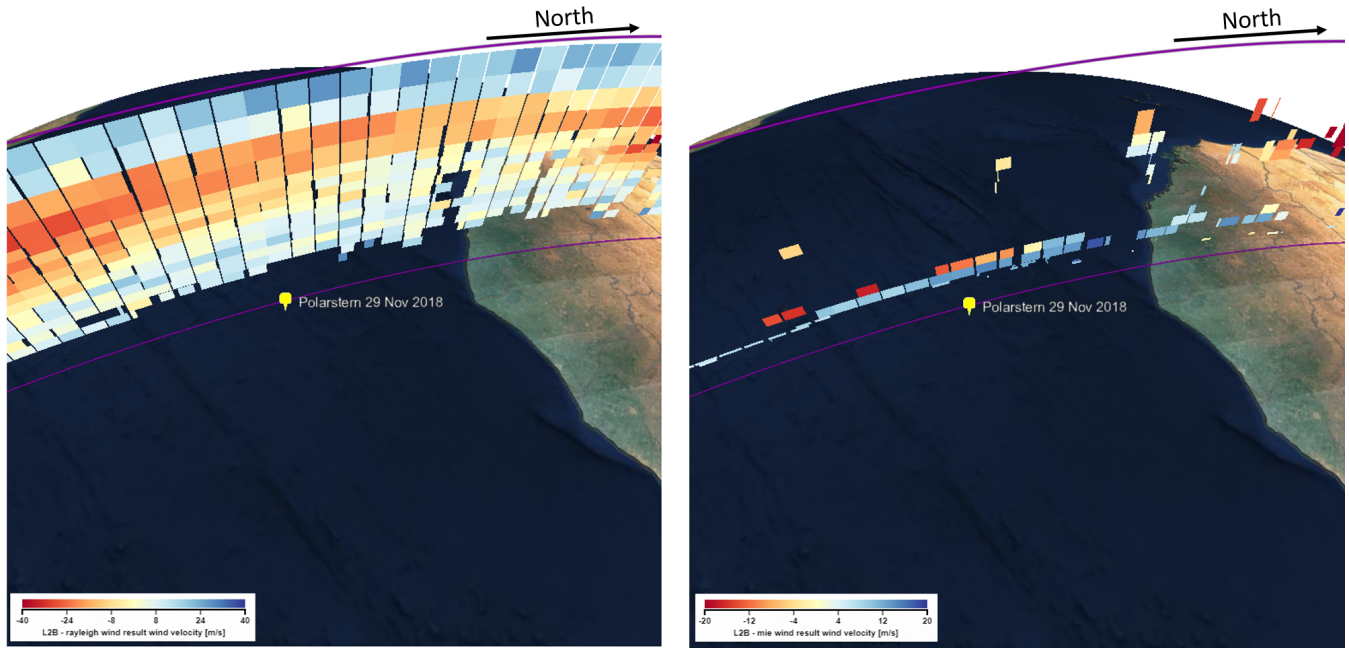 North
Polarstern 29 Nov 2018
-40 -24 -8 8 24 40
L2B - rayleigh wind result wind velocity [m/s]
North
Polarstern 29 Nov 2018
-20 -12 -4 4 12 20
L2B - mie wind result wind velocity [m/s]